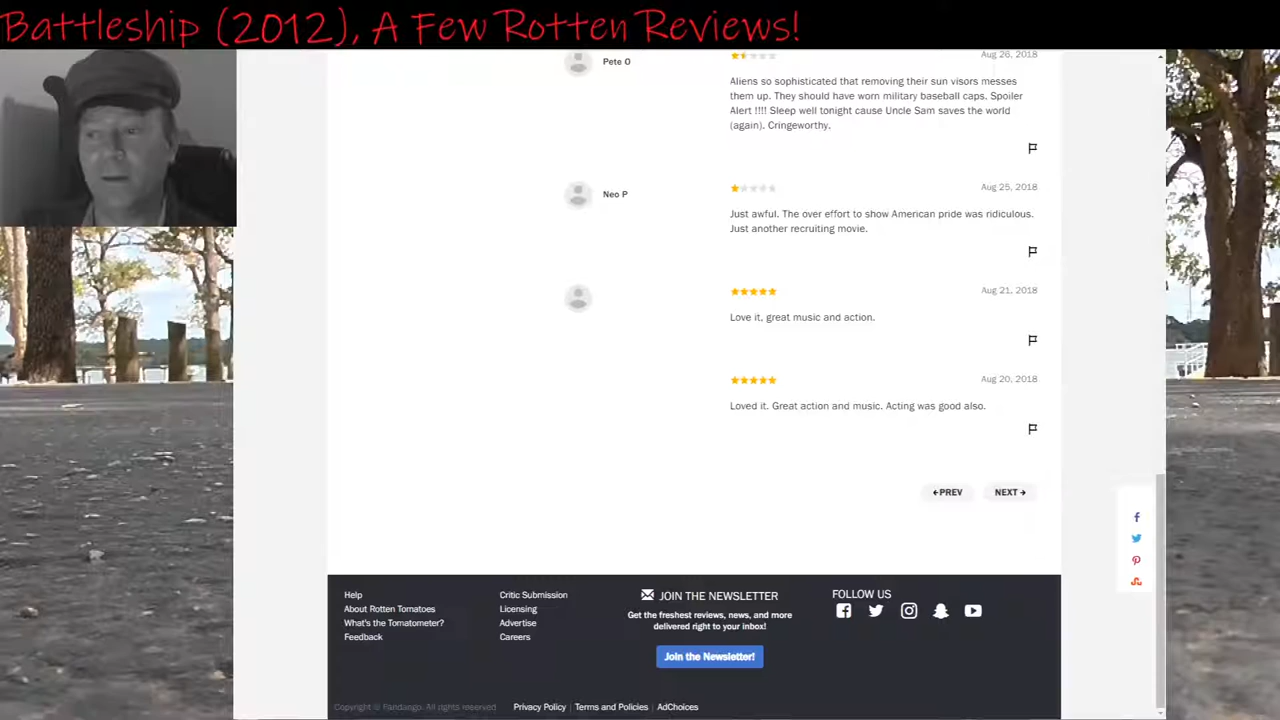 Battleship (2012), A Few Rotten Reviews!
Pete O
Aug 26, 2018
Aliens so sophisticated that removing their sun visors messes
them up. They should have worn military baseball caps. Spoiler
Alert !!!! Sleep well tonight cause Uncle Sam saves the world
(again). Cringeworthy.
Neo P
Aug 25, 2018
Just awful. The over effort to show American pride was ridiculous.
Just another recruiting movie.
Aug 21, 2018
Love it, great music and action.
Aug 20, 2018
Loved it. Great action and music. Acting was good also.
PREV
NEXT
Help
About Rotten Tomatoes
What's the Tomatometer?
Feedback
Critic Submission
Licensing
Advertise
Careers
JOIN THE NEWSLETTER
Get the freshest reviews, news, and more
delivered right to your inbox!
Join the Newsletter!
FOLLOW US
Copyright © Fandango. All rights reserved
Privacy Policy | Terms and Policies | AdChoices